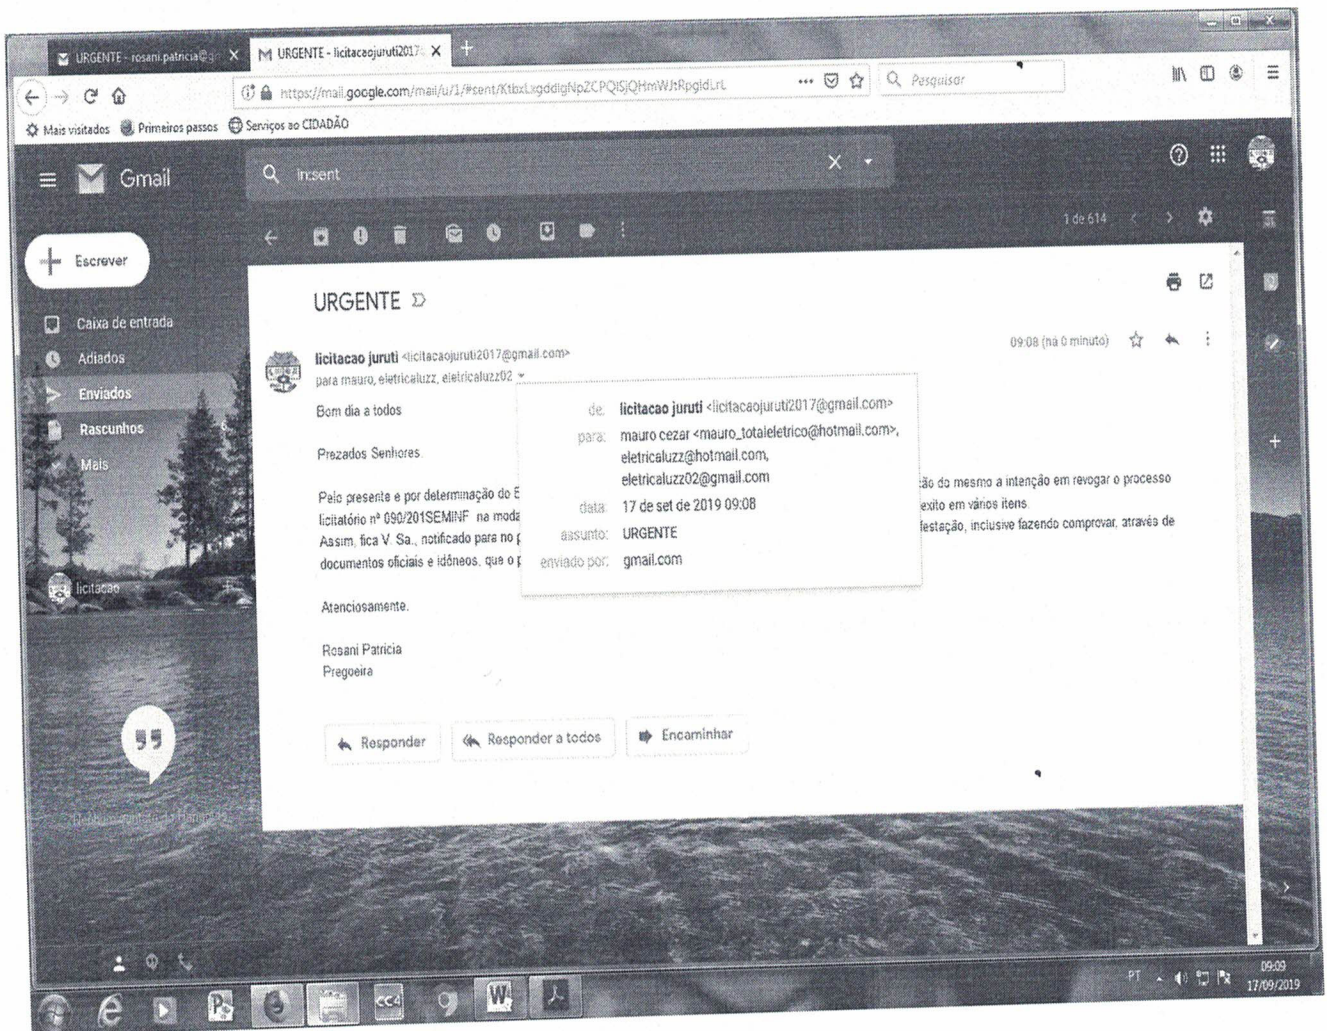 URGENTE - rosani.patricia@g
URGENTE - licitacaojuruti2017
https://mail.google.com/mail/u/1/#sent/
Pesquisar
Mais visitados
Primeiros passos
Serviços ao CIDADÃO
Gmail
in:sent
1 de 614
Escrever
Caixa de entrada
Adiados
Enviados
Rascunhos
Mais
licitacao
URGENTE
licitacao juruti <licitacaojuruti2017@gmail.com>
09:08 (há 0 minuto)
para mauro, eletricaluzz, eletricaluzz02
Bom dia a todos
Prezados Senhores.
Pelo presente e por determinação do E
ão do mesmo a intenção em revogar o processo
licitatório nº 090/201SEMINF na moda
exito em vários itens.
Assim, fica V. Sa., notificado para no p
festação, inclusive fazendo comprovar, através de
documentos oficiais e idôneos, que o p
de: licitacao juruti <licitacaojuruti2017@gmail.com>
para: mauro cezar <mauro_totaleletrico@hotmail.com>,
eletricaluzz@hotmail.com,
eletricaluzz02@gmail.com
data: 17 de set de 2019 09:08
assunto: URGENTE
enviado por: gmail.com
Atenciosamente.
Rosani Patricia
Pregoeira
Responder
Responder a todos
Encaminhar
PT
09:09
17/09/2019
CC4